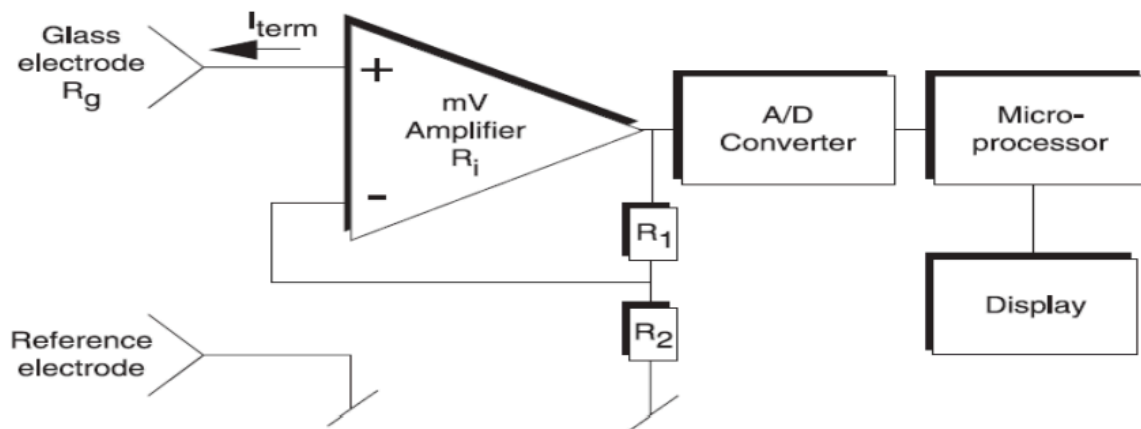 Glass
electrode
Rg
Iterm
+
mV
Amplifier
Ri
-
A/D
Converter
Micro-
processor
R1
R2
Display
Reference
electrode